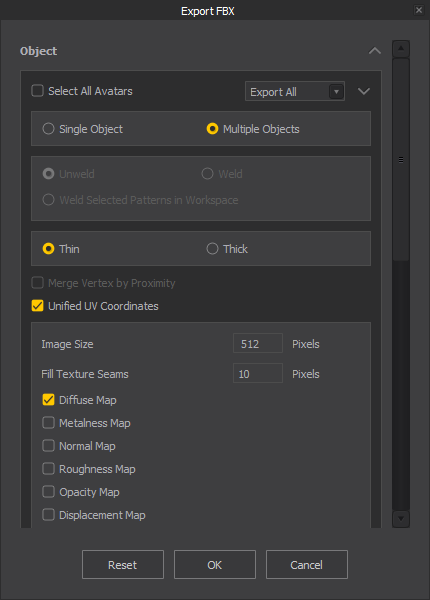 Export FBX
Object
Select All Avatars Export All
Single Object Multiple Objects
Unweld Weld
Weld Selected Patterns in Workspace
Thin Thick
Merge Vertex by Proximity
Unified UV Coordinates
Image Size 512 Pixels
Fill Texture Seams 10 Pixels
Diffuse Map
Metalness Map
Normal Map
Roughness Map
Opacity Map
Displacement Map
Reset OK Cancel